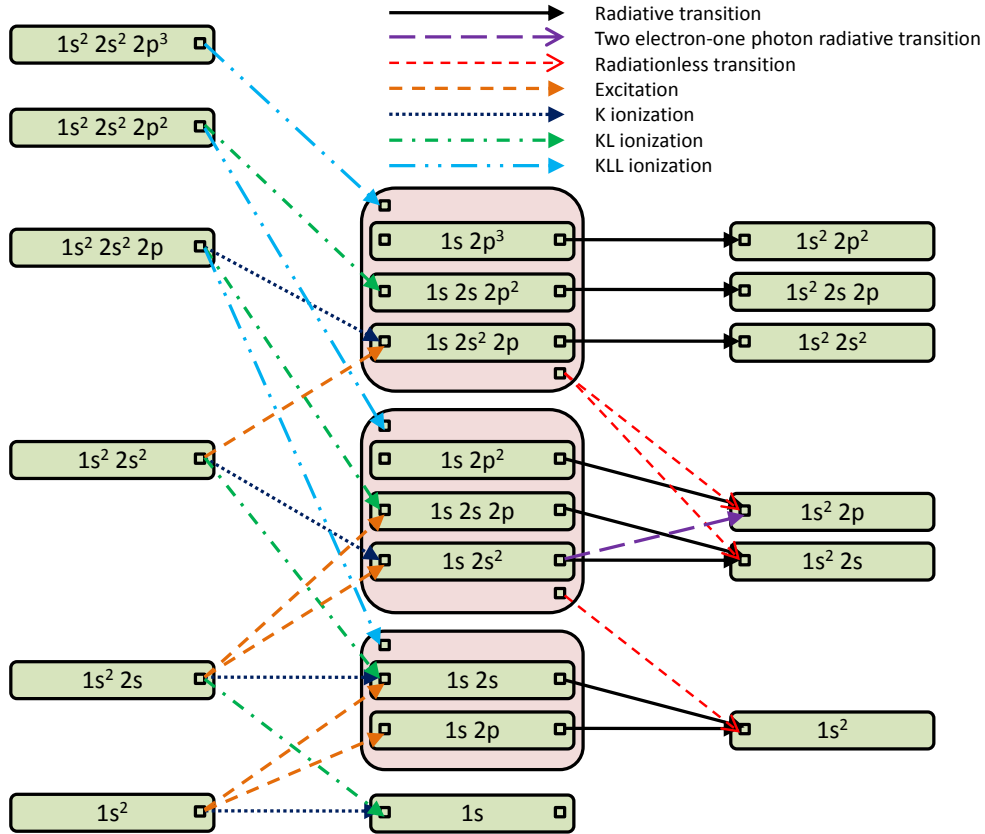 Radiative transition
Two electron-one photon radiative transition
Radiationless transition
Excitation
K ionization
KL ionization
KLL ionization
1s² 2s² 2p³
1s² 2s² 2p²
1s² 2s² 2p
1s² 2s²
1s² 2s
1s²
1s 2p³
1s 2s 2p²
1s 2s² 2p
1s 2p²
1s 2s 2p
1s 2s²
1s 2s
1s 2p
1s
1s² 2p²
1s² 2s 2p
1s² 2s²
1s² 2p
1s² 2s
1s²